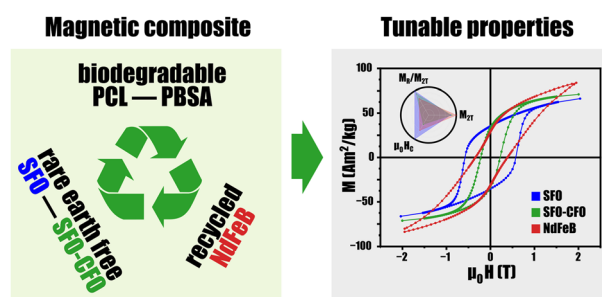 Magnetic composite
biodegradable
PCL — PBSA
rare earth free
SFO — SFO-CFO
recycled
NdFeB
Tunable properties
M (Am²/kg)
100
50
0
−50
−100
M_R/M_2T
M_2T
μ₀H_C
SFO
SFO-CFO
NdFeB
−2 −1 0 1 2
μ₀H (T)